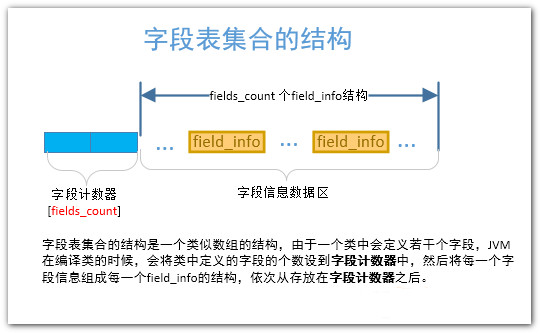 字段表集合的结构
fields_count 个field_info结构
... field_info ... field_info ...
字段计数器
[fields_count]
字段信息数据区
字段表集合的结构是一个类似数组的结构，由于一个类中会定义若干个字段，JVM
在编译类的时候，会将类中定义的字段的个数设到字段计数器中，然后将每一个字
段信息组成每一个field_info的结构，依次从存放在字段计数器之后。